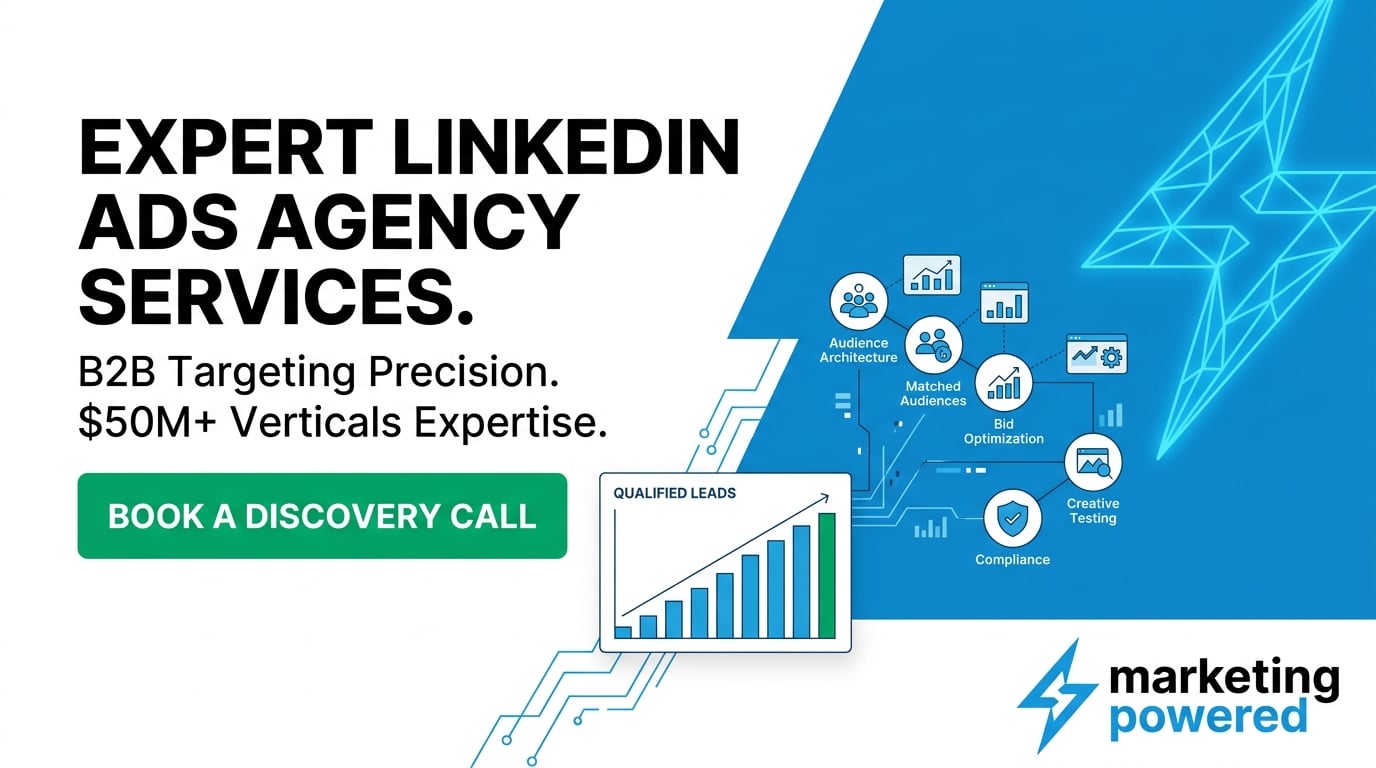 EXPERT LINKEDIN
ADS AGENCY
SERVICES.
B2B Targeting Precision.
$50M+ Verticals Expertise.
BOOK A DISCOVERY CALL
QUALIFIED LEADS
Audience
Architecture
Matched
Audiences
Bid
Optimization
Creative
Testing
Compliance
marketing
powered